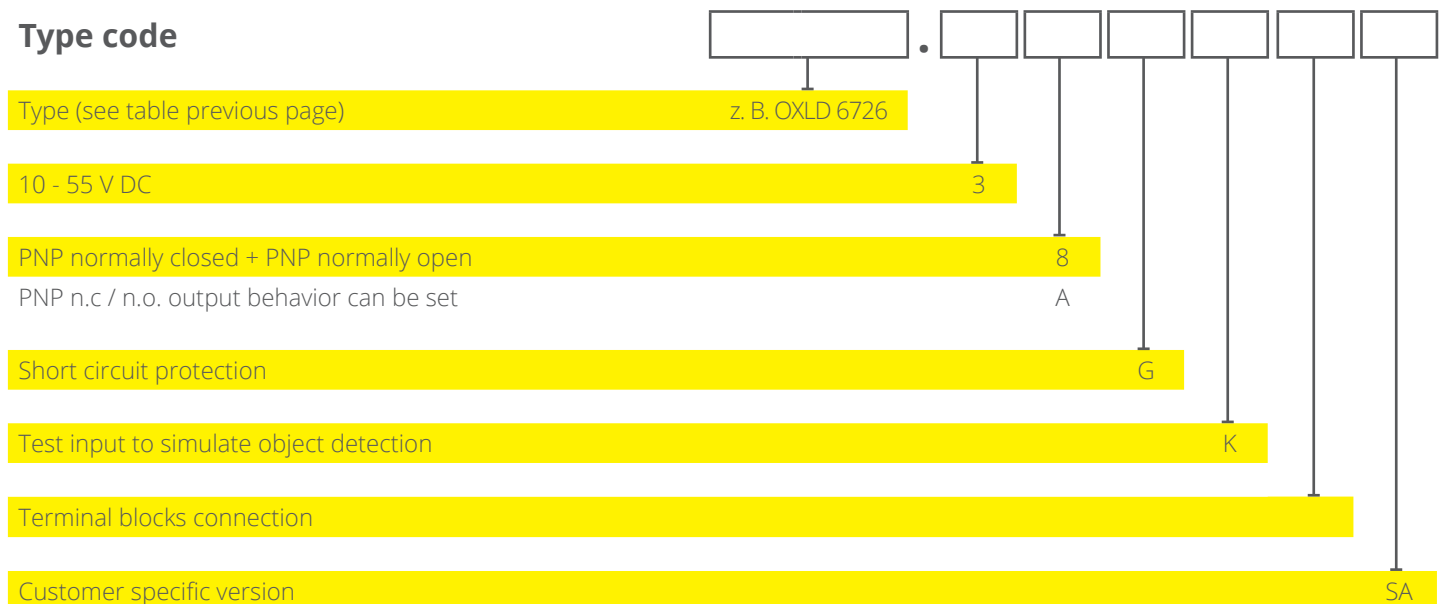 Type code .
Type (see table previous page) z. B. OXLD 6726
10 - 55 V DC 3
PNP normally closed + PNP normally open 8
PNP n.c / n.o. output behavior can be set A
Short circuit protection G
Test input to simulate object detection K
Terminal blocks connection
Customer specific version SA